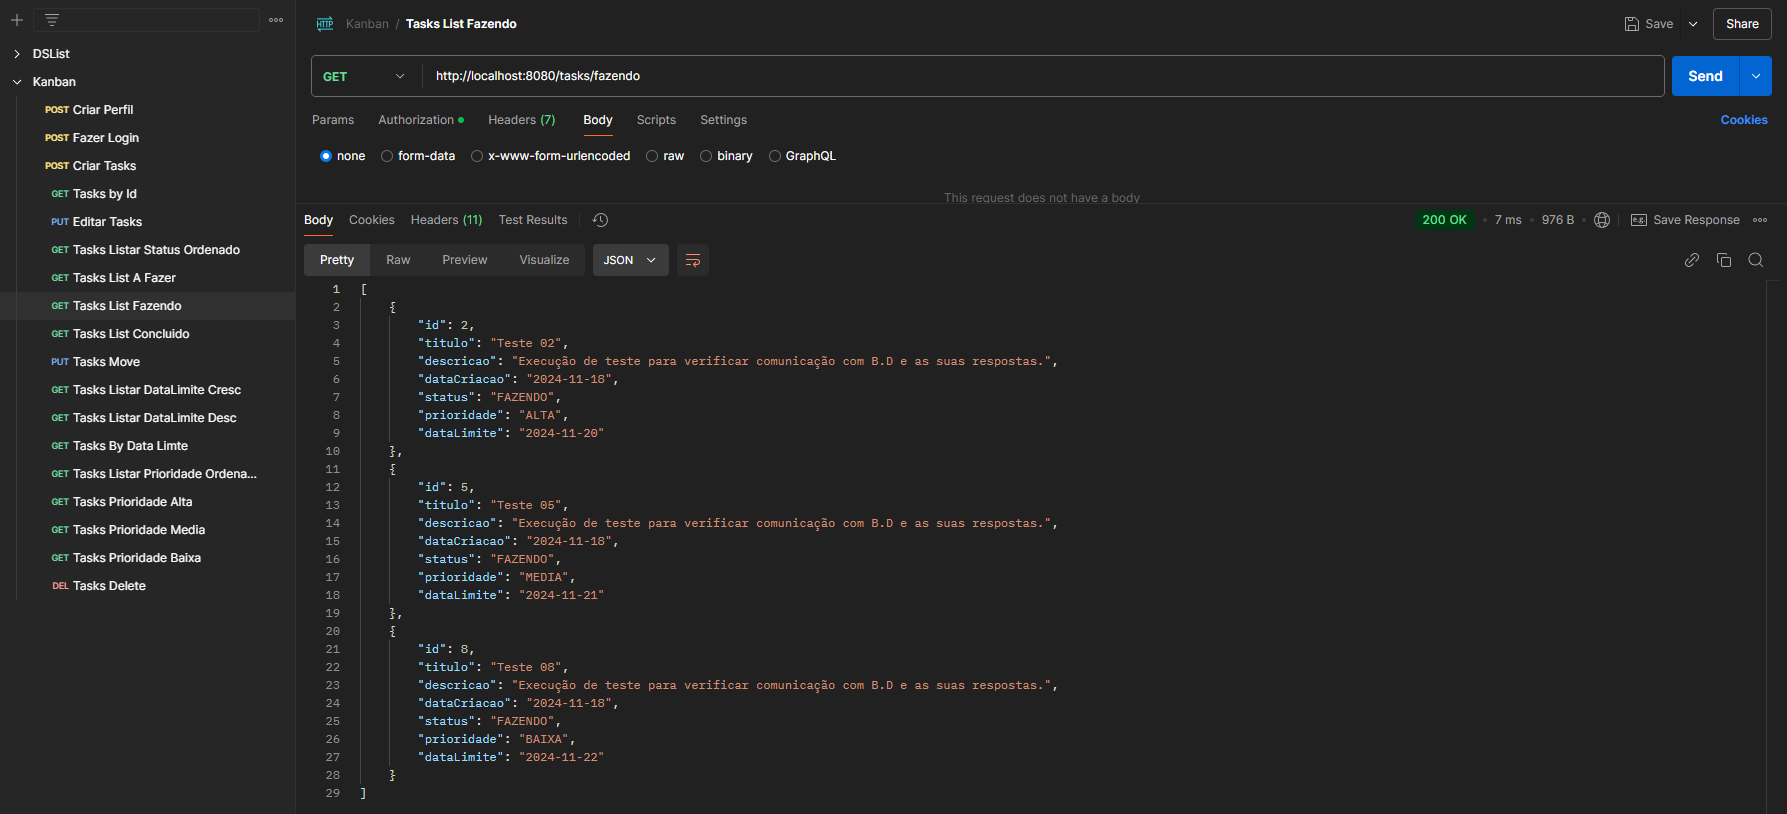 DSList
Kanban
POST Criar Perfil
POST Fazer Login
POST Criar Tasks
GET Tasks by Id
PUT Editar Tasks
GET Tasks Listar Status Ordenado
GET Tasks List A Fazer
GET Tasks List Fazendo
GET Tasks List Concluido
PUT Tasks Move
GET Tasks Listar DataLimite Cresc
GET Tasks Listar DataLimite Desc
GET Tasks By Data Limte
GET Tasks Listar Prioridade Ordena...
GET Tasks Prioridade Alta
GET Tasks Prioridade Media
GET Tasks Prioridade Baixa
DEL Tasks Delete
HTTP Kanban / Tasks List Fazendo
Save Share
GET http://localhost:8080/tasks/fazendo Send
Params Authorization Headers (7) Body Scripts Settings Cookies
none form-data x-www-form-urlencoded raw binary GraphQL
This request does not have a body
Body Cookies Headers (11) Test Results 200 OK • 7 ms • 976 B • e.g. Save Response
Pretty Raw Preview Visualize JSON
1 [
2 {
3 "id": 2,
4 "titulo": "Teste 02",
5 "descricao": "Execução de teste para verificar comunicação com B.D e as suas respostas.",
6 "dataCriacao": "2024-11-18",
7 "status": "FAZENDO",
8 "prioridade": "ALTA",
9 "dataLimite": "2024-11-20"
10 },
11 {
12 "id": 5,
13 "titulo": "Teste 05",
14 "descricao": "Execução de teste para verificar comunicação com B.D e as suas respostas.",
15 "dataCriacao": "2024-11-18",
16 "status": "FAZENDO",
17 "prioridade": "MEDIA",
18 "dataLimite": "2024-11-21"
19 },
20 {
21 "id": 8,
22 "titulo": "Teste 08",
23 "descricao": "Execução de teste para verificar comunicação com B.D e as suas respostas.",
24 "dataCriacao": "2024-11-18",
25 "status": "FAZENDO",
26 "prioridade": "BAIXA",
27 "dataLimite": "2024-11-22"
28 }
29 ]